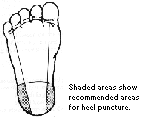 Shaded areas show
recommended areas
for heel puncture.